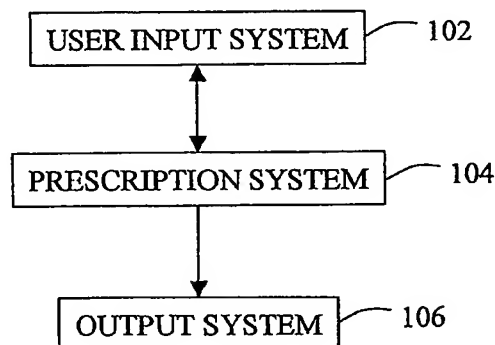 USER INPUT SYSTEM 102
PRESCRIPTION SYSTEM 104
OUTPUT SYSTEM 106